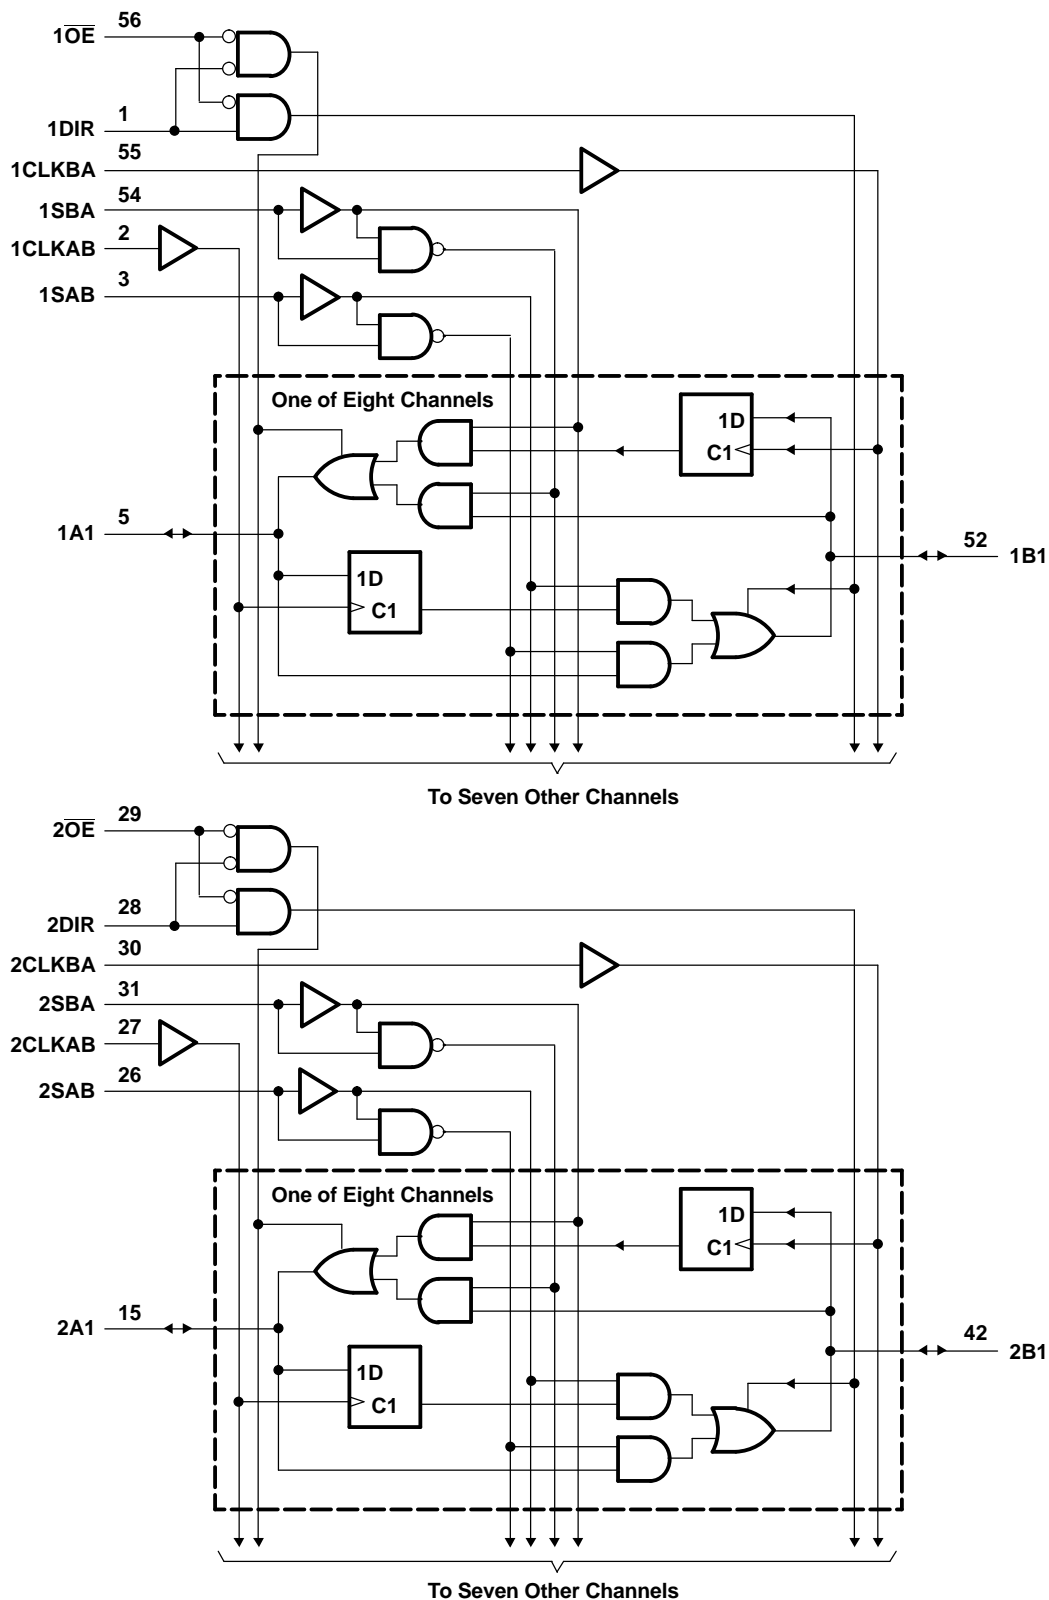 56
1O̅E̅
1
1DIR
55
1CLKBA
54
1SBA
2
1CLKAB
3
1SAB
One of Eight Channels
1D
C1
5
1A1
52
1B1
1D
C1
To Seven Other Channels
29
2O̅E̅
28
2DIR
30
2CLKBA
31
2SBA
27
2CLKAB
26
2SAB
One of Eight Channels
1D
C1
15
2A1
42
2B1
1D
C1
To Seven Other Channels